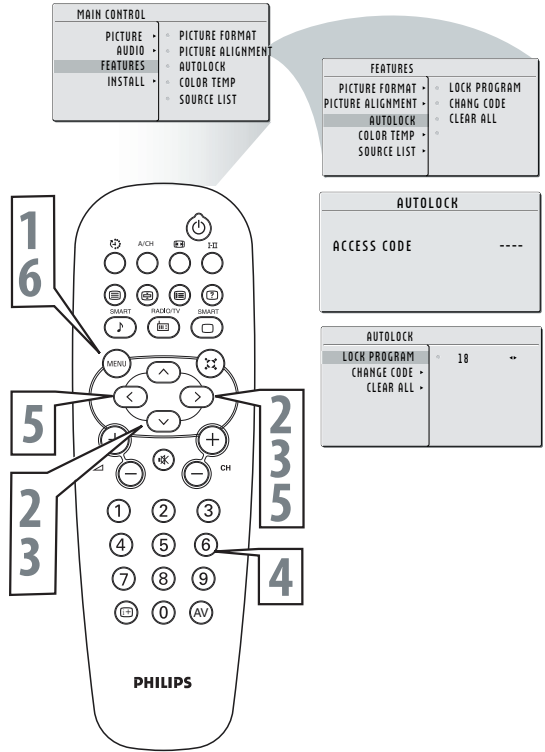 MAIN CONTROL
PICTURE
AUDIO
FEATURES
INSTALL
PICTURE FORMAT
PICTURE ALIGNMENT
AUTOLOCK
COLOR TEMP
SOURCE LIST
FEATURES
PICTURE FORMAT
PICTURE ALIGNMENT
AUTOLOCK
COLOR TEMP
SOURCE LIST
LOCK PROGRAM
CHANG CODE
CLEAR ALL
AUTOLOCK
ACCESS CODE ----
AUTOLOCK
LOCK PROGRAM 18
CHANGE CODE
CLEAR ALL
1
6
5
2
3
2
3
5
4
A/CH I-II
SMART RADIO/TV SMART
MENU
CH
1 2 3
4 5 6
7 8 9
i+ 0 AV
PHILIPS